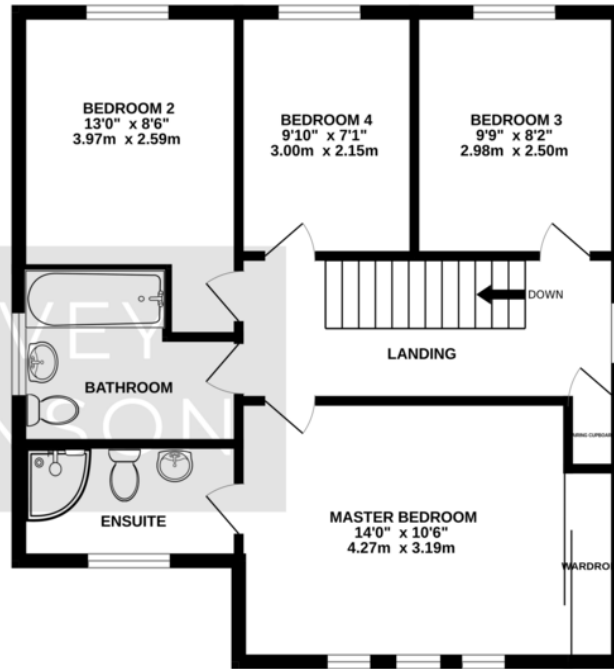 BEDROOM 2
13'0" x 8'6"
3.97m x 2.59m
BEDROOM 4
9'10" x 7'1"
3.00m x 2.15m
BEDROOM 3
9'9" x 8'2"
2.98m x 2.50m
DOWN
LANDING
VEY
NSON
BATHROOM
ENSUITE
MASTER BEDROOM
14'0" x 10'6"
4.27m x 3.19m
WARDRO